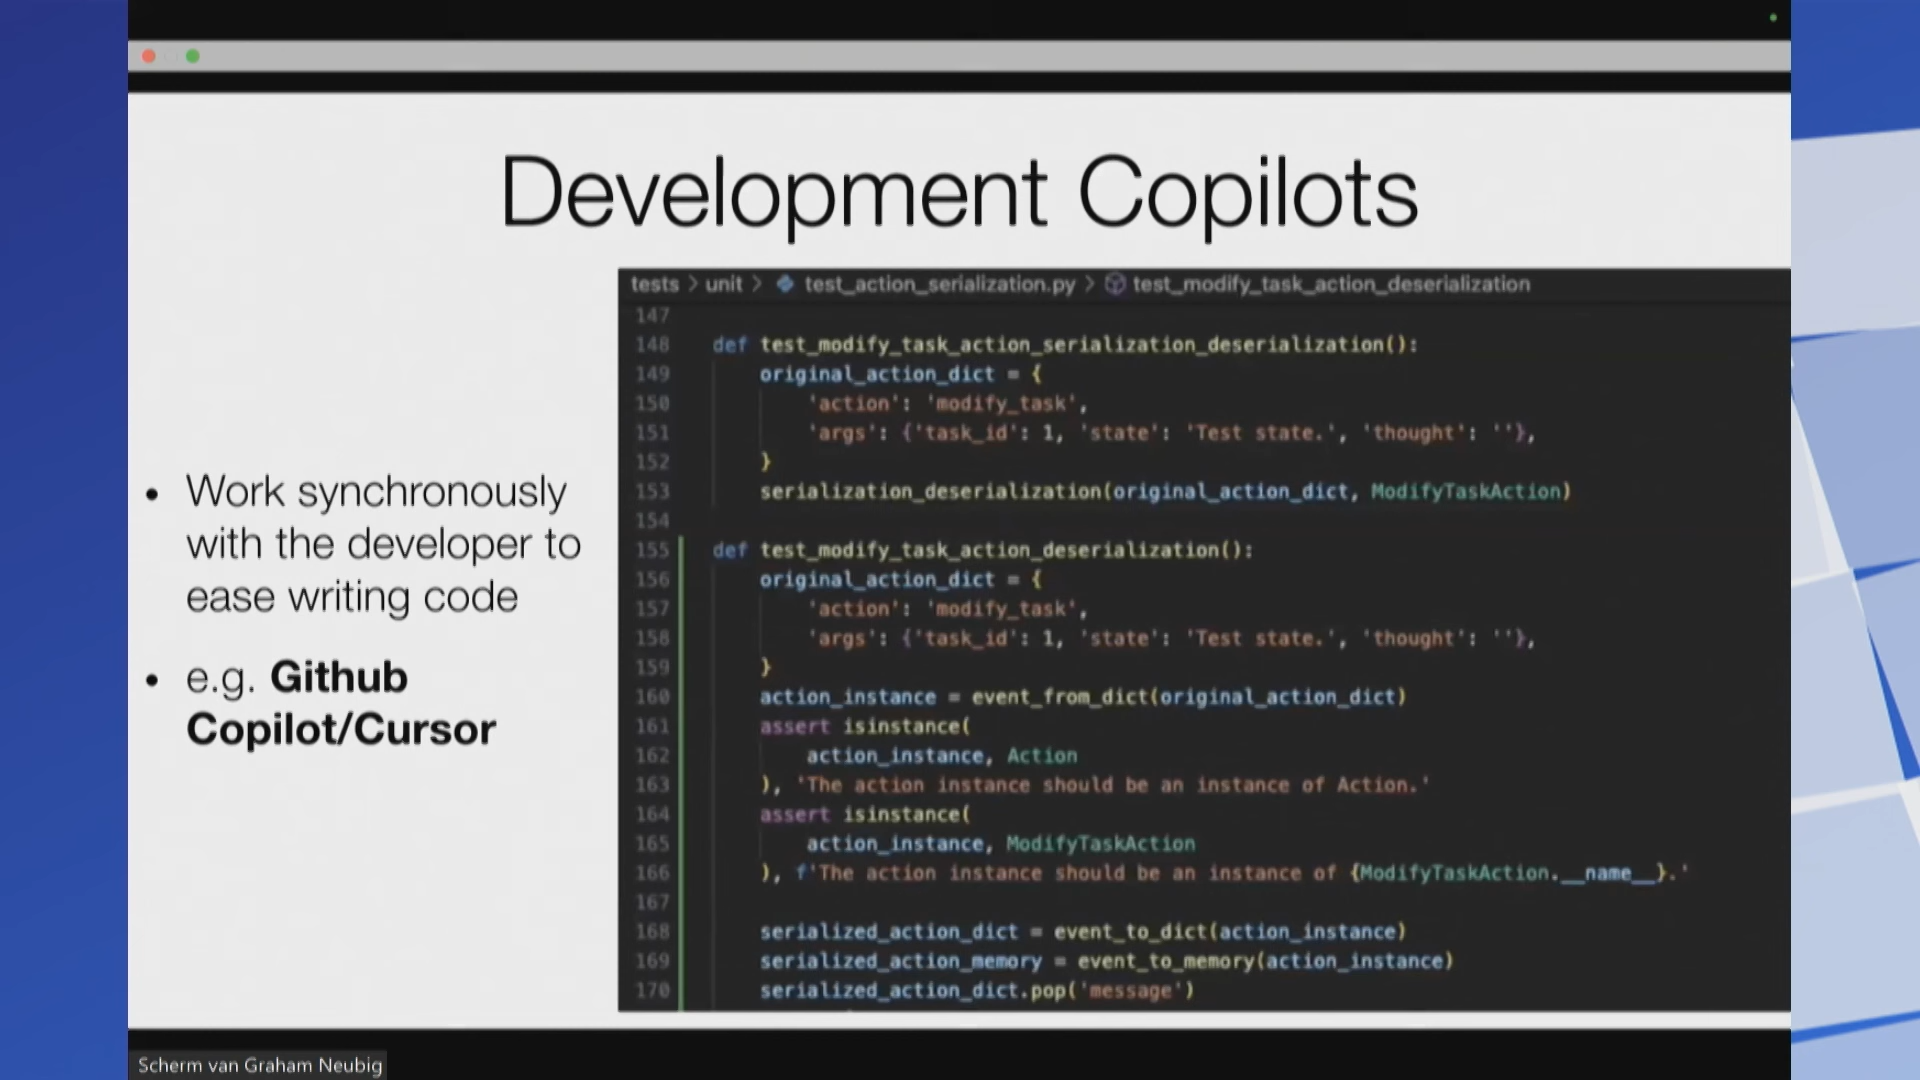 Development Copilots
• Work synchronously
with the developer to
ease writing code
• e.g. Github
Copilot/Cursor
tests > unit > test_action_serialization.py > test_modify_task_action_deserialization
147
148 def test_modify_task_action_serialization_deserialization():
149 original_action_dict = {
150 'action': 'modify_task',
151 'args': {'task_id': 1, 'state': 'Test state.', 'thought': ''},
152 }
153 serialization_deserialization(original_action_dict, ModifyTaskAction)
154
155 def test_modify_task_action_deserialization():
156 original_action_dict = {
157 'action': 'modify_task',
158 'args': {'task_id': 1, 'state': 'Test state.', 'thought': ''},
159 }
160 action_instance = event_from_dict(original_action_dict)
161 assert isinstance(
162 action_instance, Action
163 ), 'The action instance should be an instance of Action.'
164 assert isinstance(
165 action_instance, ModifyTaskAction
166 ), f'The action instance should be an instance of {ModifyTaskAction.__name__}.'
167
168 serialized_action_dict = event_to_dict(action_instance)
169 serialized_action_memory = event_to_memory(action_instance)
170 serialized_action_dict.pop('message')
Scherm van Graham Neubig